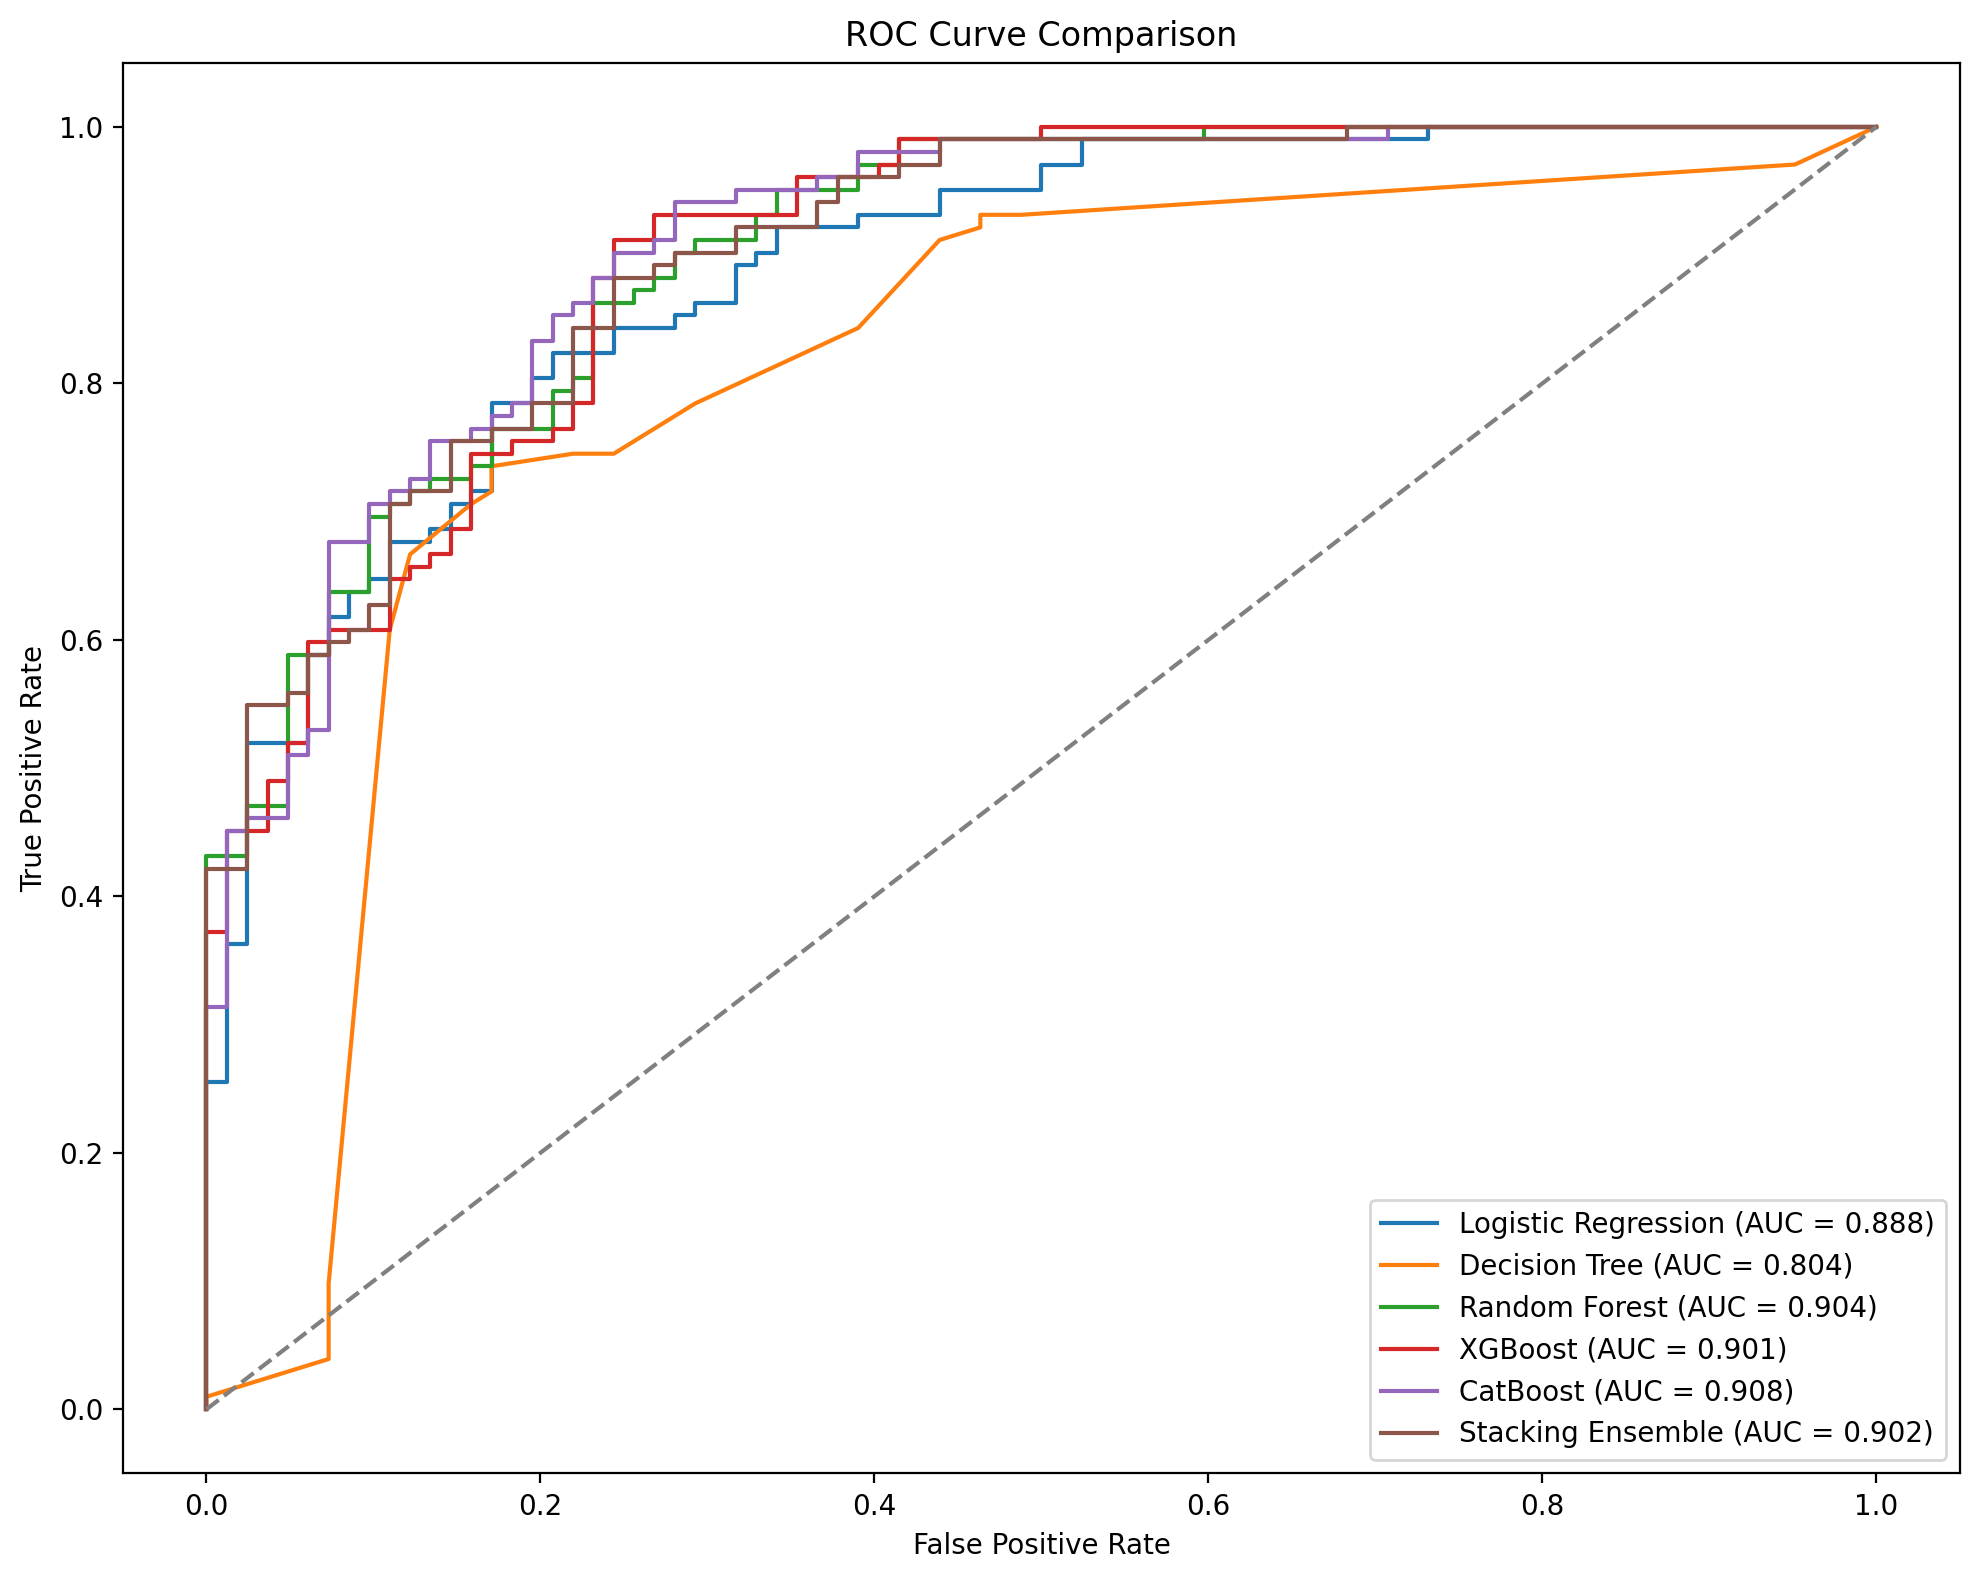 ROC Curve Comparison
1.0
0.8
0.6
0.4
0.2
0.0
True Positive Rate
Logistic Regression (AUC = 0.888)
Decision Tree (AUC = 0.804)
Random Forest (AUC = 0.904)
XGBoost (AUC = 0.901)
CatBoost (AUC = 0.908)
Stacking Ensemble (AUC = 0.902)
0.0 0.2 0.4 0.6 0.8 1.0
False Positive Rate